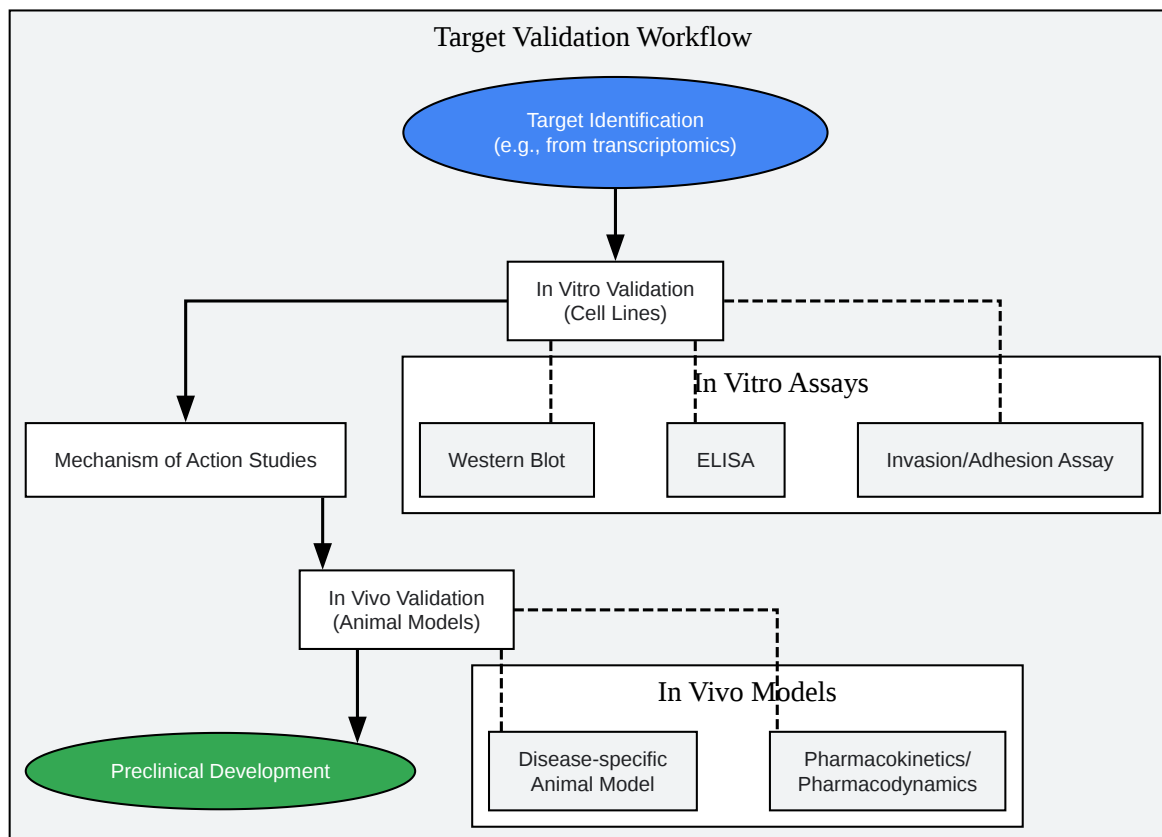 Target Validation Workflow
Target Identification
(e.g., from transcriptomics)
In Vitro Validation
(Cell Lines)
In Vitro Assays
Mechanism of Action Studies
Western Blot
ELISA
Invasion/Adhesion Assay
In Vivo Validation
(Animal Models)
In Vivo Models
Preclinical Development
Disease-specific
Animal Model
Pharmacokinetics/
Pharmacodynamics